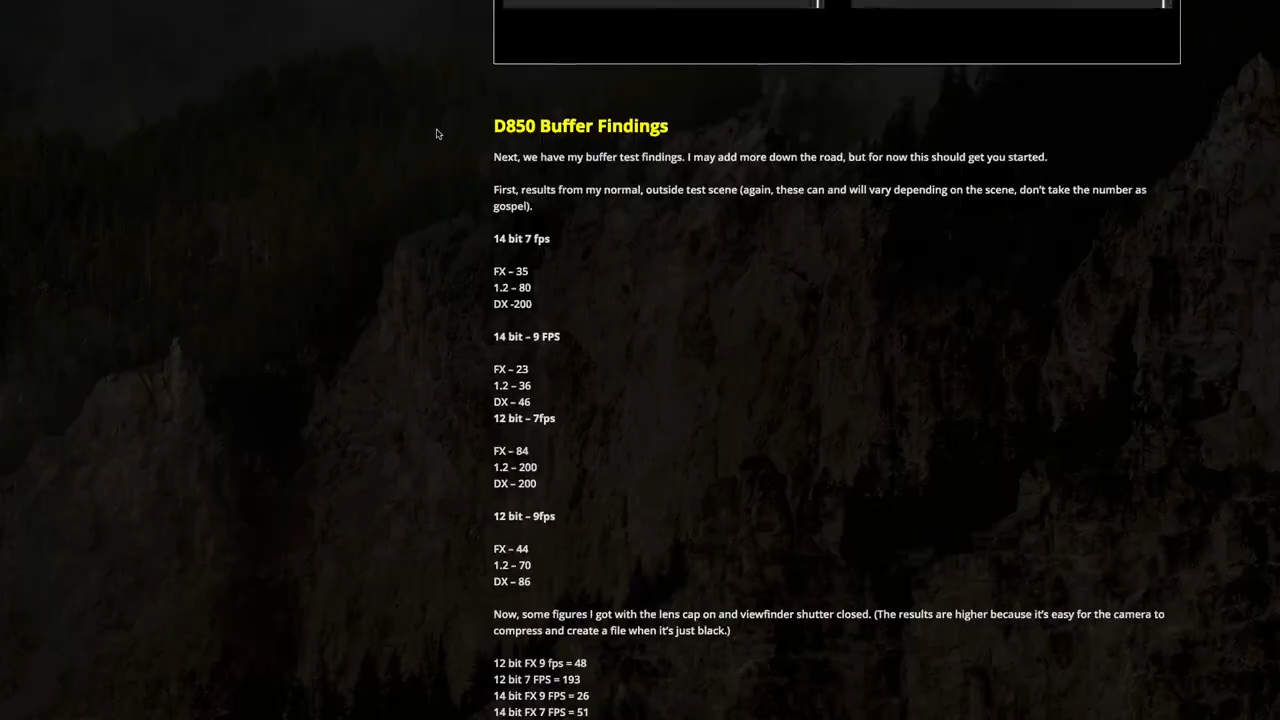 D850 Buffer Findings
Next, we have my buffer test findings. I may add more down the road, but for now this should get you started.
First, results from my normal, outside test scene (again, these can and will vary depending on the scene, don't take the number as
gospel).
14 bit 7 fps
FX – 35
1.2 – 80
DX -200
14 bit – 9 FPS
FX – 23
1.2 – 36
DX – 46
12 bit – 7fps
FX – 84
1.2 – 200
DX – 200
12 bit – 9fps
FX – 44
1.2 – 70
DX – 86
Now, some figures I got with the lens cap on and viewfinder shutter closed. (The results are higher because it's easy for the camera to
compress and create a file when it's just black.)
12 bit FX 9 fps = 48
12 bit 7 FPS = 193
14 bit FX 9 FPS = 26
14 bit FX 7 FPS = 51